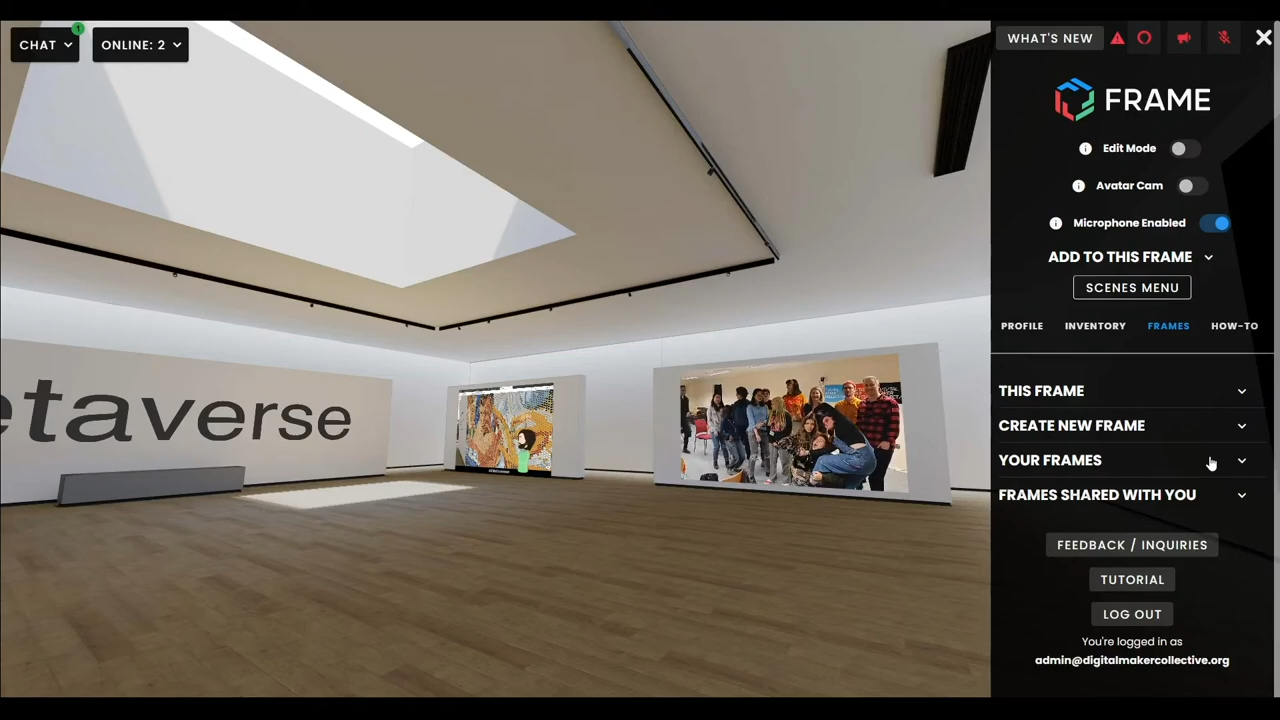 CHAT
1
ONLINE: 2
WHAT'S NEW
FRAME
Edit Mode
Avatar Cam
Microphone Enabled
ADD TO THIS FRAME
SCENES MENU
PROFILE INVENTORY FRAMES HOW-TO
THIS FRAME
CREATE NEW FRAME
YOUR FRAMES
FRAMES SHARED WITH YOU
FEEDBACK / INQUIRIES
TUTORIAL
LOG OUT
You're logged in as
admin@digitalmakercollective.org
etaverse